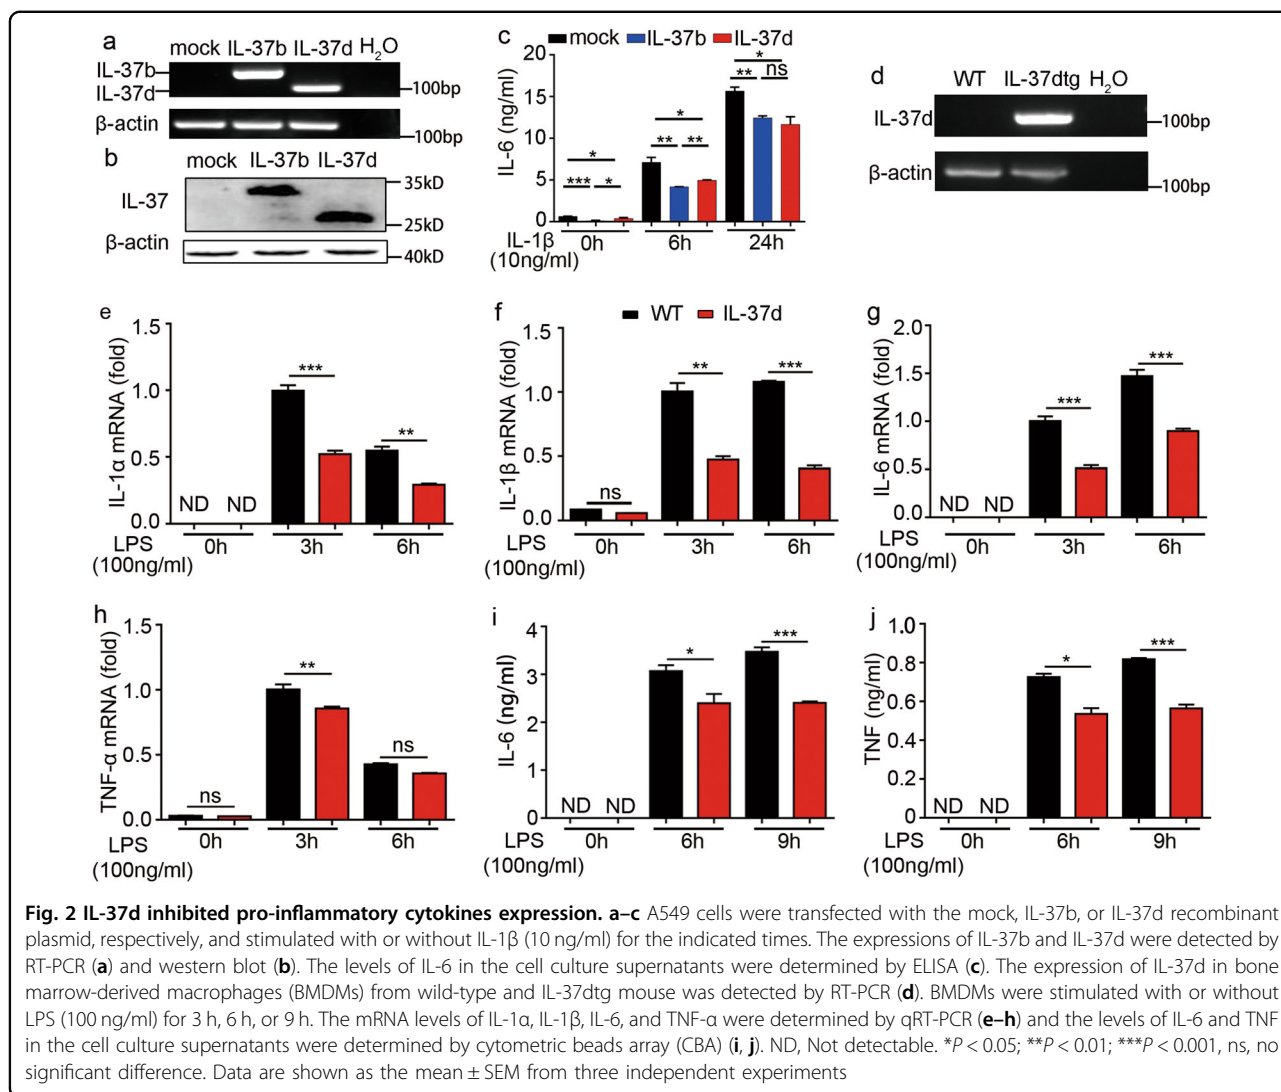 a
mock IL-37b IL-37d H2O
IL-37b
IL-37d
100bp
β-actin
100bp
b
mock IL-37b IL-37d
IL-37
35kD
25kD
β-actin
40kD
c
mock IL-37b IL-37d
IL-6 (ng/ml)
20
15
10
5
0
*
***
*
*
**
**
*
**
ns
IL-1β
(10ng/ml)
0h
6h
24h
d
WT IL-37dtg H2O
IL-37d
100bp
β-actin
100bp
e
IL-1α mRNA (fold)
1.5
1.0
0.5
0.0
ND
ND
***
**
LPS
(100ng/ml)
0h
3h
6h
f
WT IL-37d
IL-1β mRNA (fold)
1.5
1.0
0.5
0.0
ns
**
***
LPS
(100ng/ml)
0h
3h
6h
g
IL-6 mRNA (fold)
2.0
1.5
1.0
0.5
0.0
ND
ND
***
***
LPS
(100ng/ml)
0h
3h
6h
h
TNF-α mRNA (fold)
1.5
1.0
0.5
0.0
ns
**
ns
LPS
(100ng/ml)
0h
3h
6h
i
IL-6 (ng/ml)
4
3
2
1
0
ND
ND
*
***
LPS
(100ng/ml)
0h
6h
9h
j
TNF (ng/ml)
1.0
0.8
0.6
0.4
0.2
0
ND
ND
*
***
LPS
(100ng/ml)
0h
6h
9h
Fig. 2 IL-37d inhibited pro-inflammatory cytokines expression. a–c A549 cells were transfected with the mock, IL-37b, or IL-37d recombinant
plasmid, respectively, and stimulated with or without IL-1β (10 ng/ml) for the indicated times. The expressions of IL-37b and IL-37d were detected by
RT-PCR (a) and western blot (b). The levels of IL-6 in the cell culture supernatants were determined by ELISA (c). The expression of IL-37d in bone
marrow-derived macrophages (BMDMs) from wild-type and IL-37dtg mouse was detected by RT-PCR (d). BMDMs were stimulated with or without
LPS (100 ng/ml) for 3 h, 6 h, or 9 h. The mRNA levels of IL-1α, IL-1β, IL-6, and TNF-α were determined by qRT-PCR (e–h) and the levels of IL-6 and TNF
in the cell culture supernatants were determined by cytometric beads array (CBA) (i, j). ND, Not detectable. *P < 0.05; **P < 0.01; ***P < 0.001, ns, no
significant difference. Data are shown as the mean ± SEM from three independent experiments